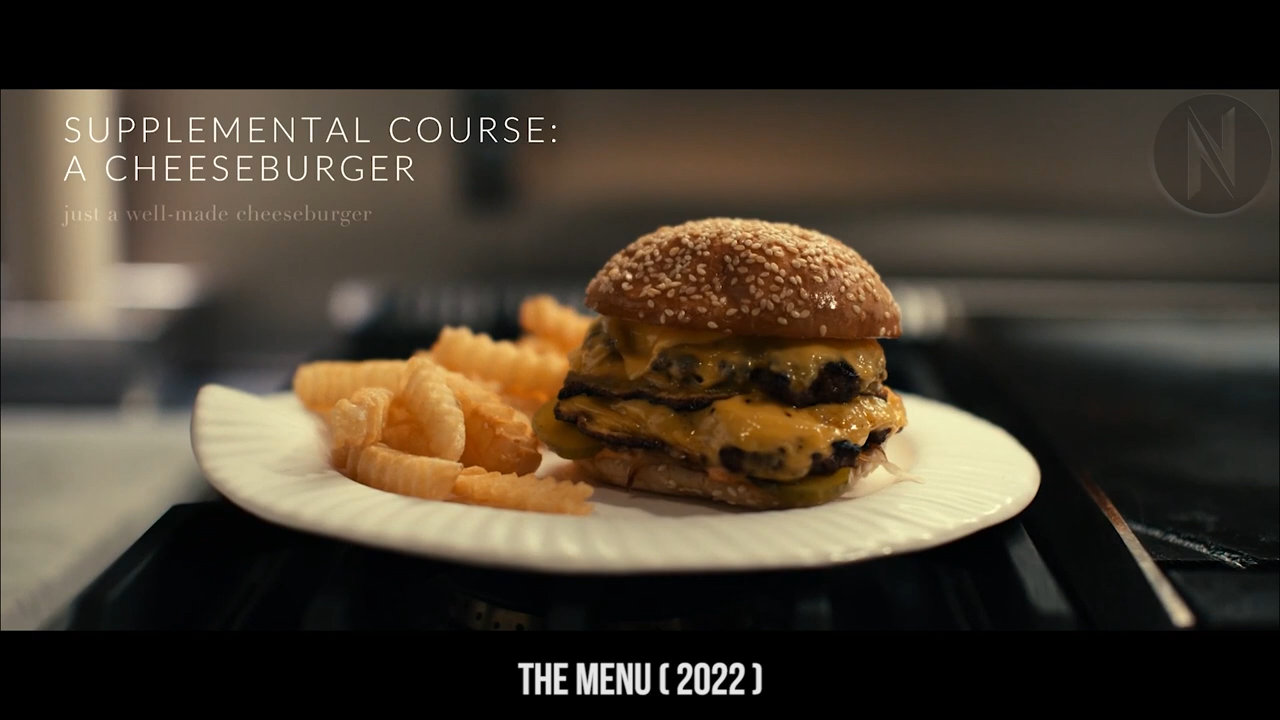 SUPPLEMENTAL COURSE:
A CHEESEBURGER
just a well-made cheeseburger
N
THE MENU ( 2022 )